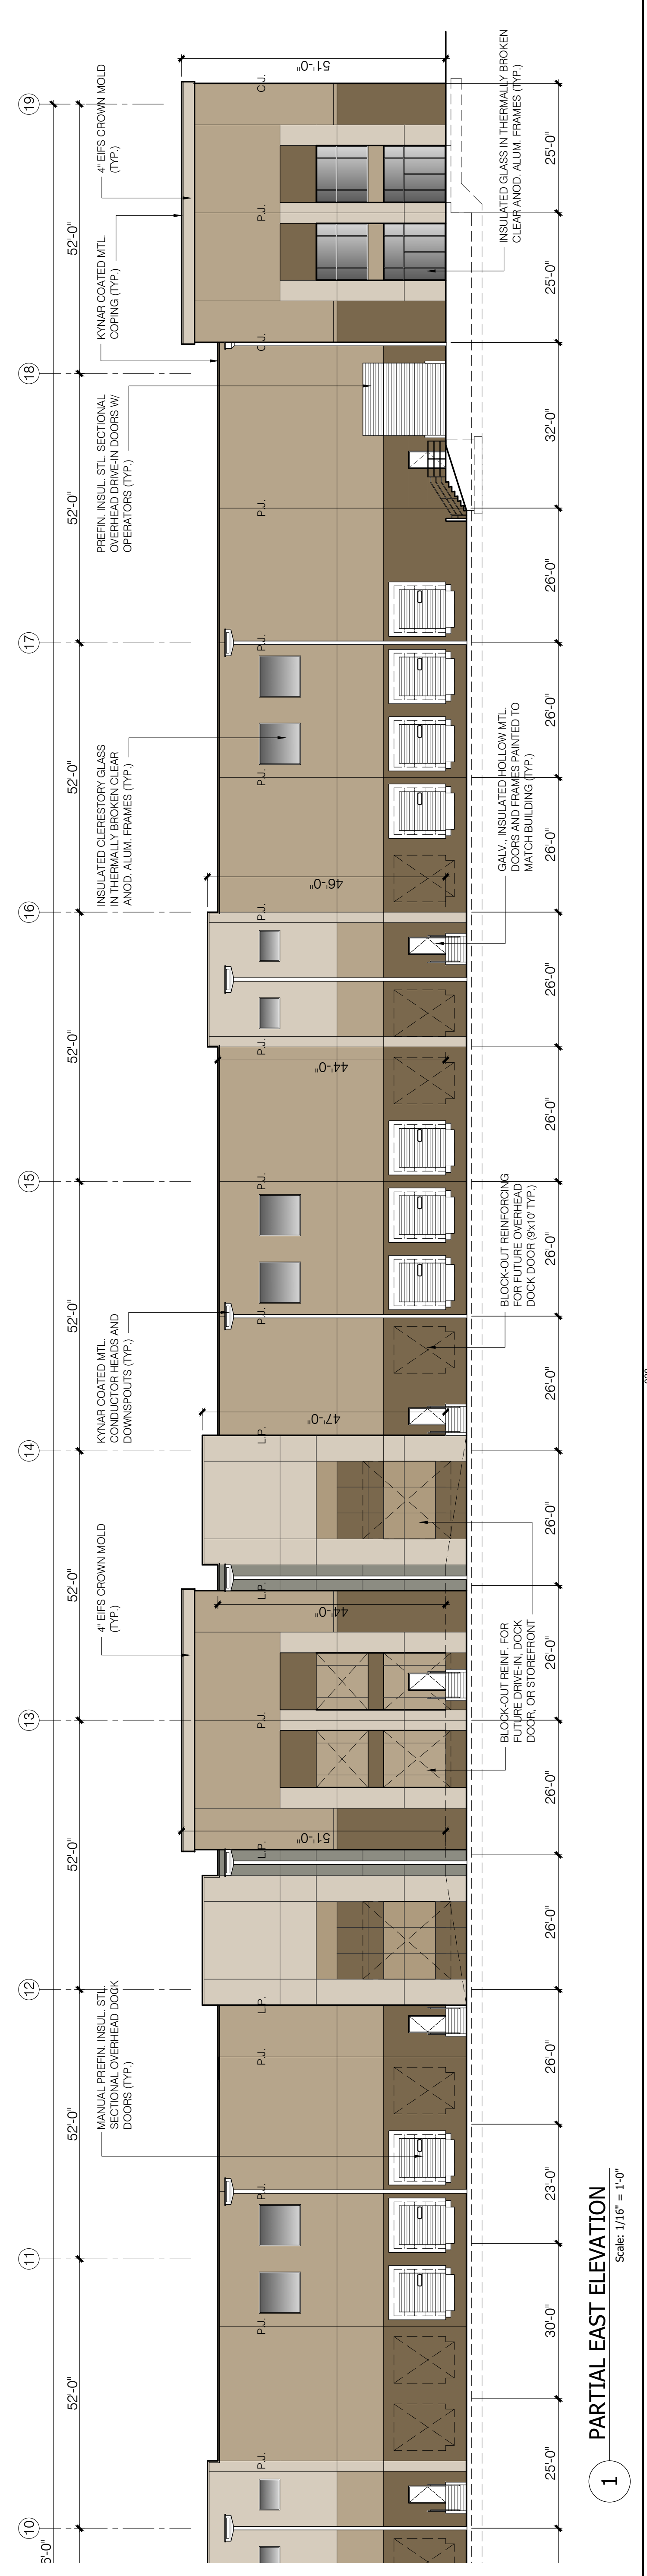 10
11
12
13
14
15
16
17
18
19
52'-0"
52'-0"
52'-0"
52'-0"
52'-0"
52'-0"
52'-0"
52'-0"
52'-0"
MANUAL PREFIN. INSUL. STL.
SECTIONAL OVERHEAD DOCK
DOORS (TYP.)
4" EIFS CROWN MOLD
(TYP.)
KYNAR COATED MTL.
CONDUCTOR HEADS AND
DOWNSPOUTS (TYP.)
INSULATED CLERESTORY GLASS
IN THERMALLY BROKEN CLEAR
ANOD. ALUM. FRAMES (TYP.)
PREFIN. INSUL. STL. SECTIONAL
OVERHEAD DRIVE-IN DOORS W/
OPERATORS (TYP.)
KYNAR COATED MTL.
COPING (TYP.)
4" EIFS CROWN MOLD
(TYP.)
P.J.
P.J.
P.J.
P.J.
L.P.
L.P.
P.J.
L.P.
L.P.
P.J.
P.J.
P.J.
P.J.
P.J.
P.J.
P.J.
C.J.
P.J.
C.J.
51'-0"
44'-0"
47'-0"
44'-0"
46'-0"
51'-0"
BLOCK-OUT REINF. FOR
FUTURE DRIVE-IN, DOCK
DOOR, OR STOREFRONT
BLOCK-OUT REINFORCING
FOR FUTURE OVERHEAD
DOCK DOOR (9'x10' TYP.)
GALV., INSULATED HOLLOW MTL.
DOORS AND FRAMES PAINTED TO
MATCH BUILDING (TYP.)
INSULATED GLASS IN THERMALLY BROKEN
CLEAR ANOD. ALUM. FRAMES (TYP.)
25'-0"
30'-0"
23'-0"
26'-0"
26'-0"
26'-0"
26'-0"
26'-0"
26'-0"
26'-0"
26'-0"
26'-0"
26'-0"
26'-0"
26'-0"
32'-0"
25'-0"
25'-0"
1
PARTIAL EAST ELEVATION
Scale: 1/16" = 1'-0"